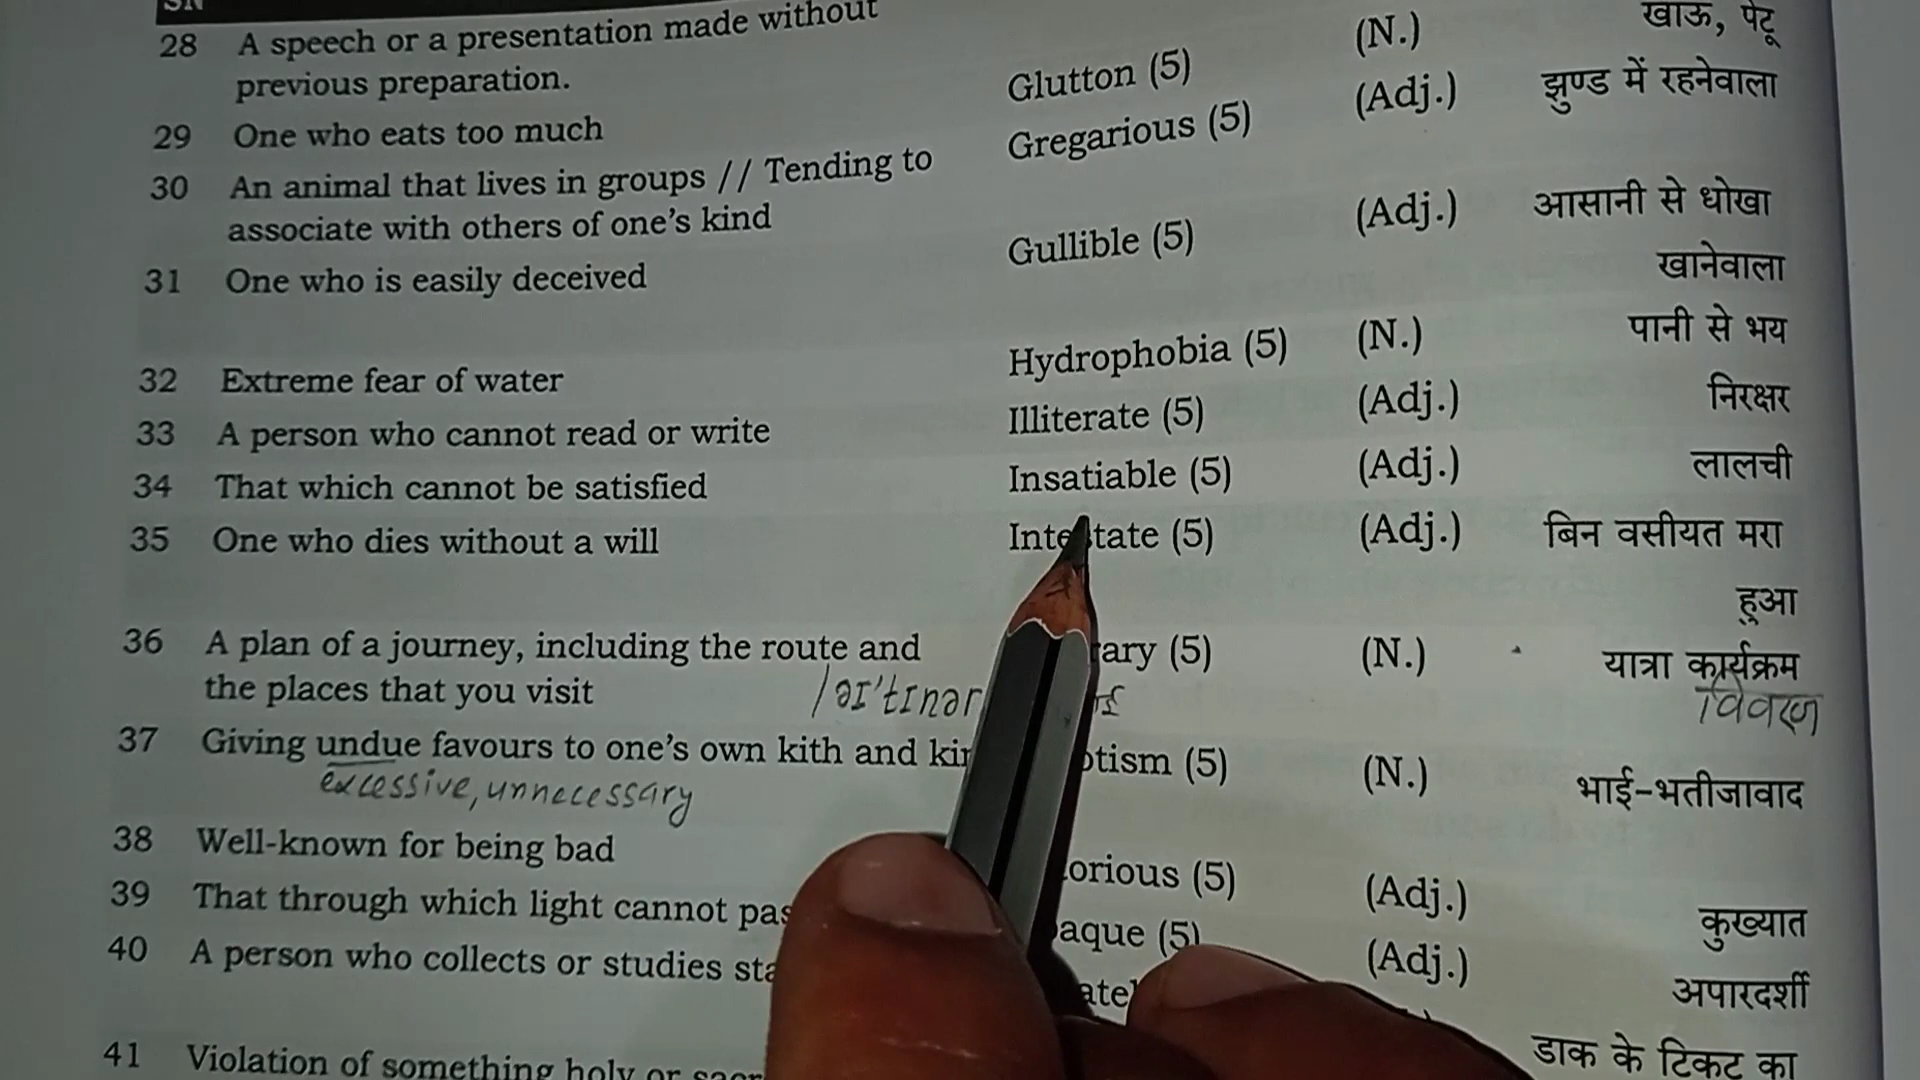 SN
28 A speech or a presentation made without
previous preparation.
(N.) खाऊ, पेटू
29 One who eats too much Glutton (5) (Adj.) झुण्ड में रहनेवाला
30 An animal that lives in groups // Tending to Gregarious (5)
associate with others of one's kind
31 One who is easily deceived Gullible (5) (Adj.) आसानी से धोखा
खानेवाला
32 Extreme fear of water Hydrophobia (5) (N.) पानी से भय
33 A person who cannot read or write Illiterate (5) (Adj.) निरक्षर
34 That which cannot be satisfied Insatiable (5) (Adj.) लालची
35 One who dies without a will Intestate (5) (Adj.) बिन वसीयत मरा
हुआ
36 A plan of a journey, including the route and (5) (N.) यात्रा कार्यक्रम
the places that you visit विवरण
37 Giving undue favours to one's own kith and (5) (N.) भाई-भतीजावाद
excessive, unnecessary
38 Well-known for being bad (5) (Adj.) कुख्यात
39 That through which light cannot (5) (Adj.) अपारदर्शी
40 A person who collects or studies
डाक के टिकट का
41 Violation of something holy or